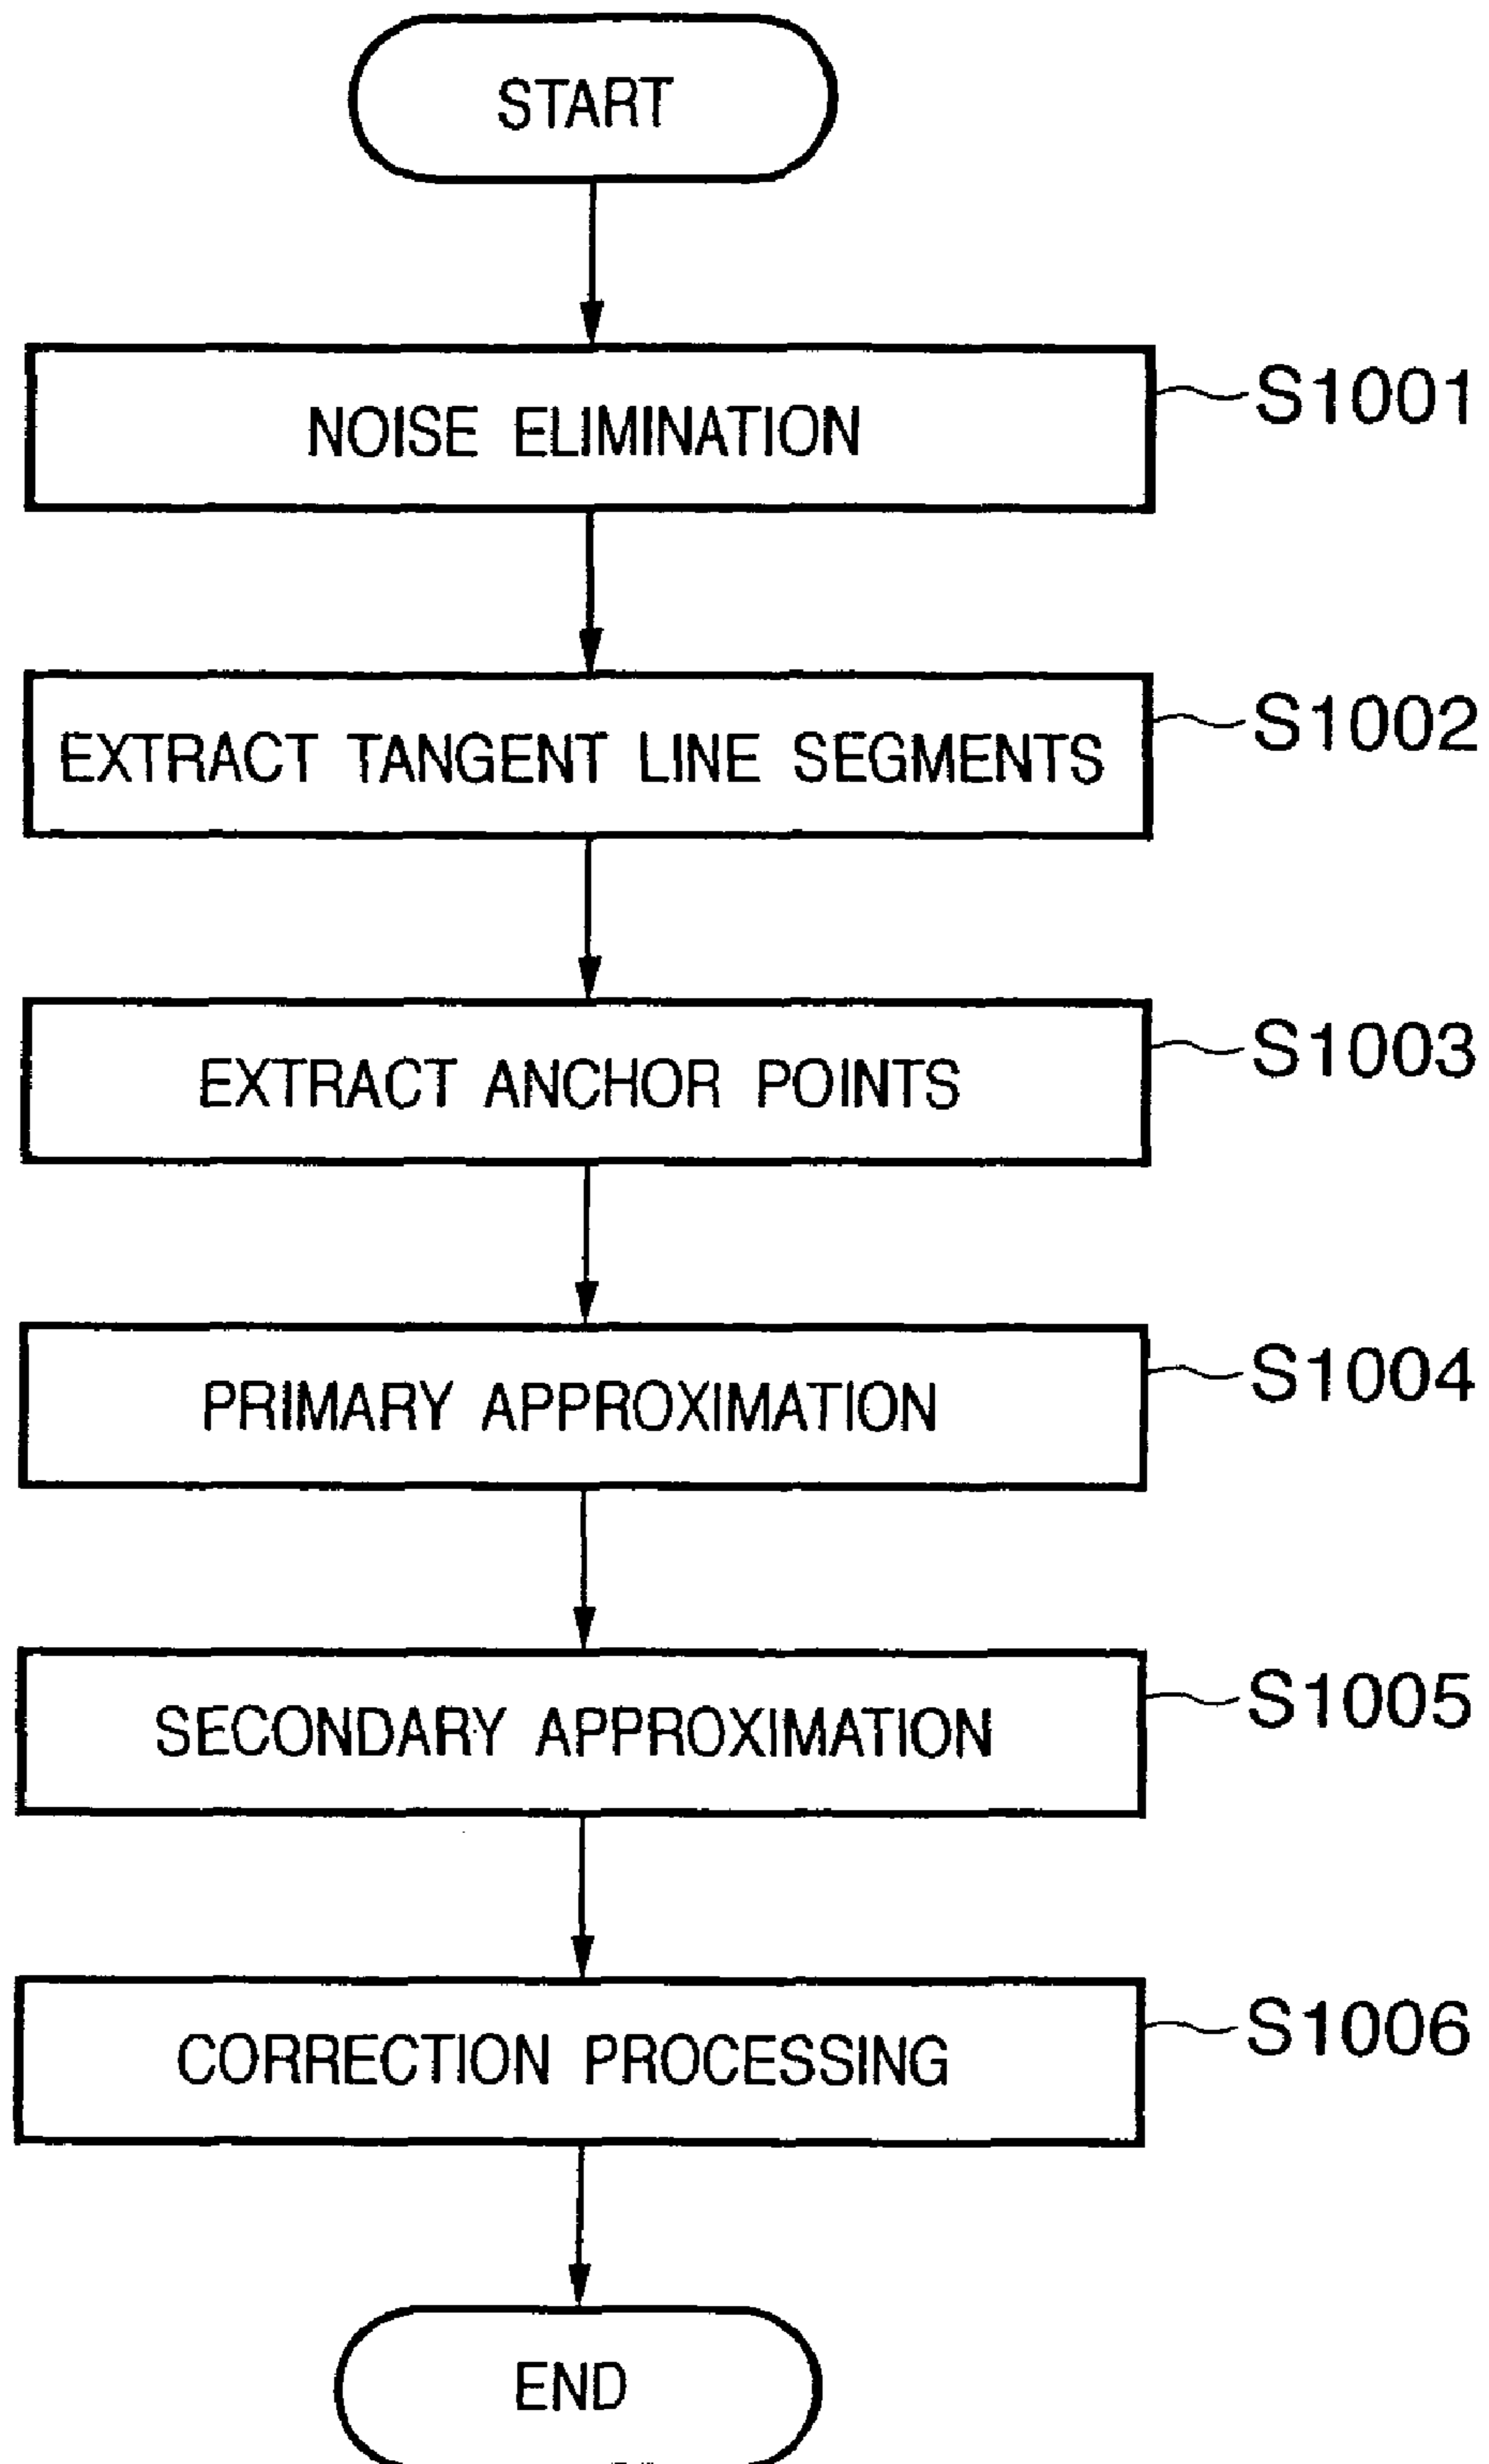 START
NOISE ELIMINATION
S1001
EXTRACT TANGENT LINE SEGMENTS
S1002
EXTRACT ANCHOR POINTS
S1003
PRIMARY APPROXIMATION
S1004
SECONDARY APPROXIMATION
S1005
CORRECTION PROCESSING
S1006
END